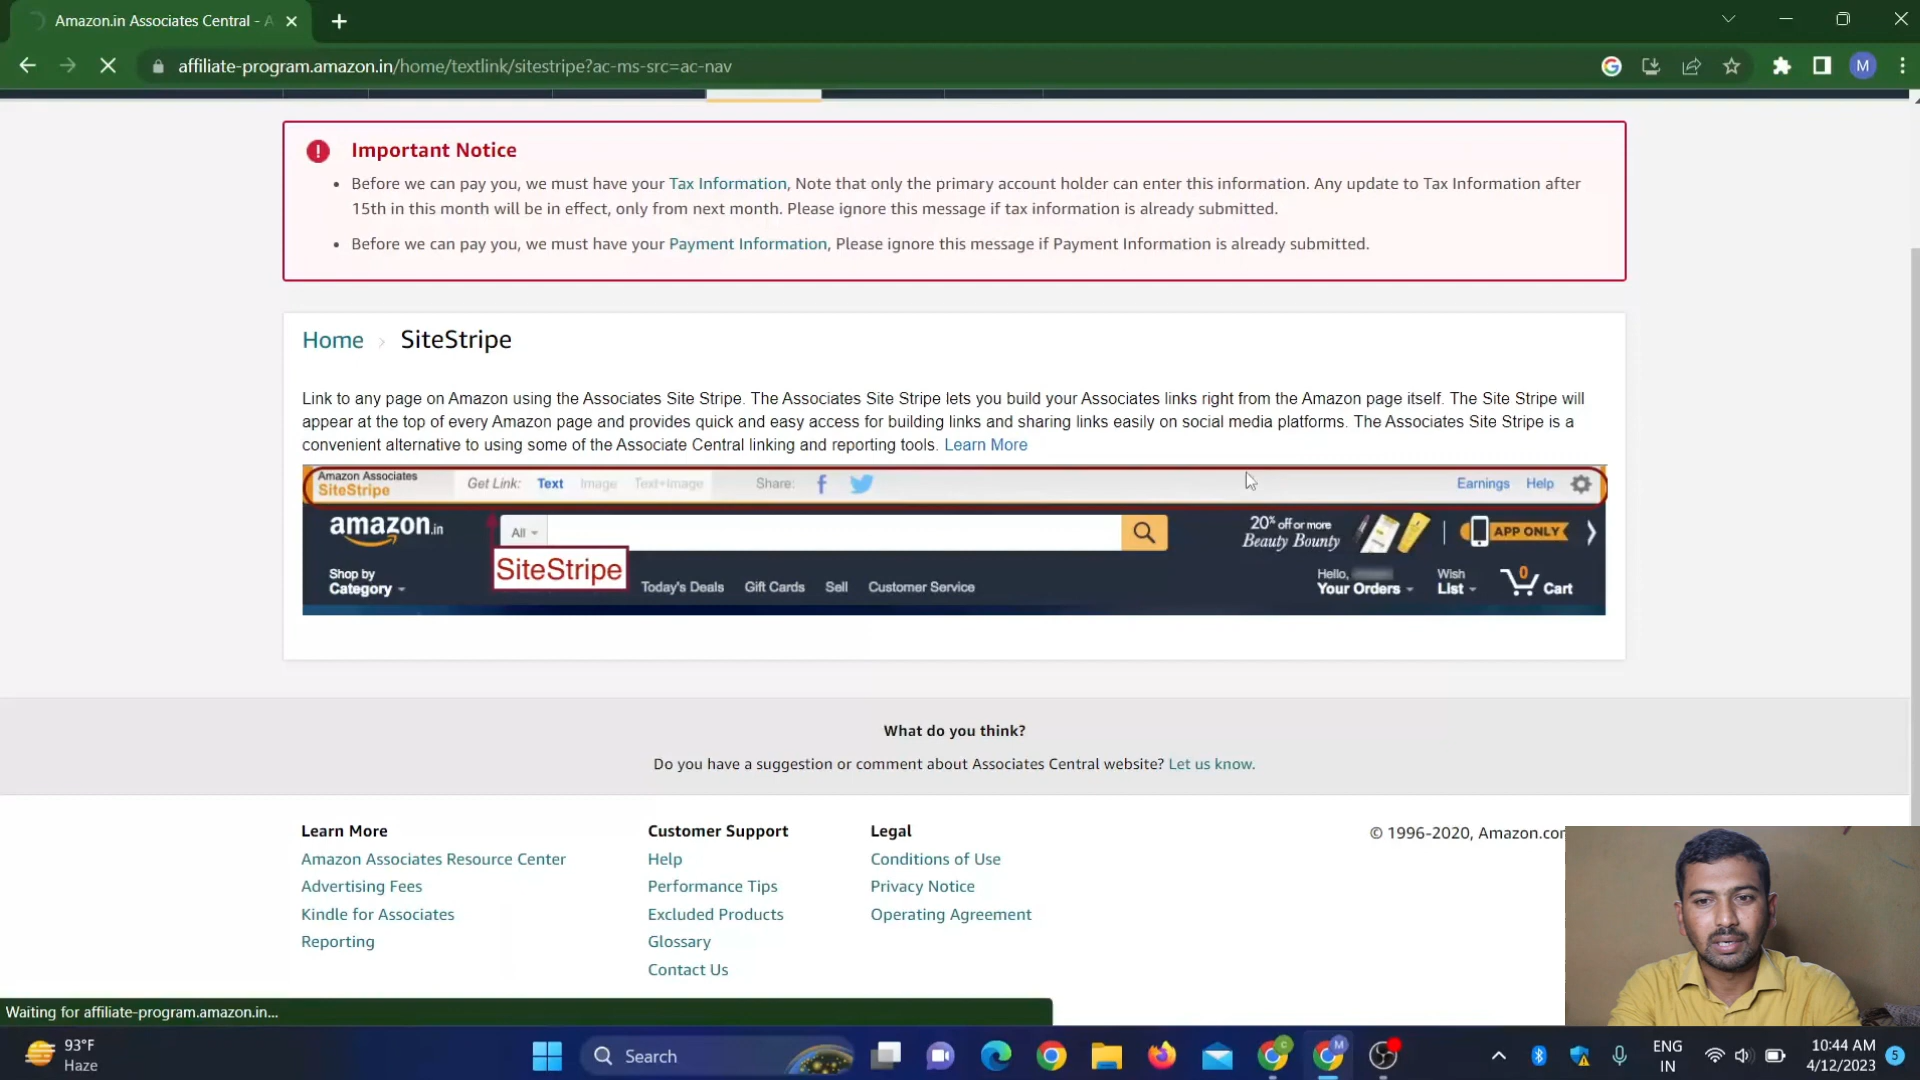 Amazon.in Associates Central - A
affiliate-program.amazon.in/home/textlink/sitestripe?ac-ms-src=ac-nav
M
Important Notice
Before we can pay you, we must have your Tax Information, Note that only the primary account holder can enter this information. Any update to Tax Information after
15th in this month will be in effect, only from next month. Please ignore this message if tax information is already submitted.
Before we can pay you, we must have your Payment Information, Please ignore this message if Payment Information is already submitted.
Home › SiteStripe
Link to any page on Amazon using the Associates Site Stripe. The Associates Site Stripe lets you build your Associates links right from the Amazon page itself. The Site Stripe will
appear at the top of every Amazon page and provides quick and easy access for building links and sharing links easily on social media platforms. The Associates Site Stripe is a
convenient alternative to using some of the Associate Central linking and reporting tools. Learn More
Amazon Associates
SiteStripe
Get Link: Text Image Text+Image Share: Earnings Help
amazon.in
All
20% off or more
Beauty Bounty
APP ONLY
SiteStripe
Shop by
Category
Today's Deals Gift Cards Sell Customer Service
Hello,
Your Orders
Wish
List
0
Cart
What do you think?
Do you have a suggestion or comment about Associates Central website? Let us know.
Learn More
Amazon Associates Resource Center
Advertising Fees
Kindle for Associates
Reporting
Customer Support
Help
Performance Tips
Excluded Products
Glossary
Contact Us
Legal
Conditions of Use
Privacy Notice
Operating Agreement
© 1996-2020, Amazon.com
Waiting for affiliate-program.amazon.in...
93°F
Haze
Search
C
M
ENG
IN
10:44 AM
4/12/2023
5